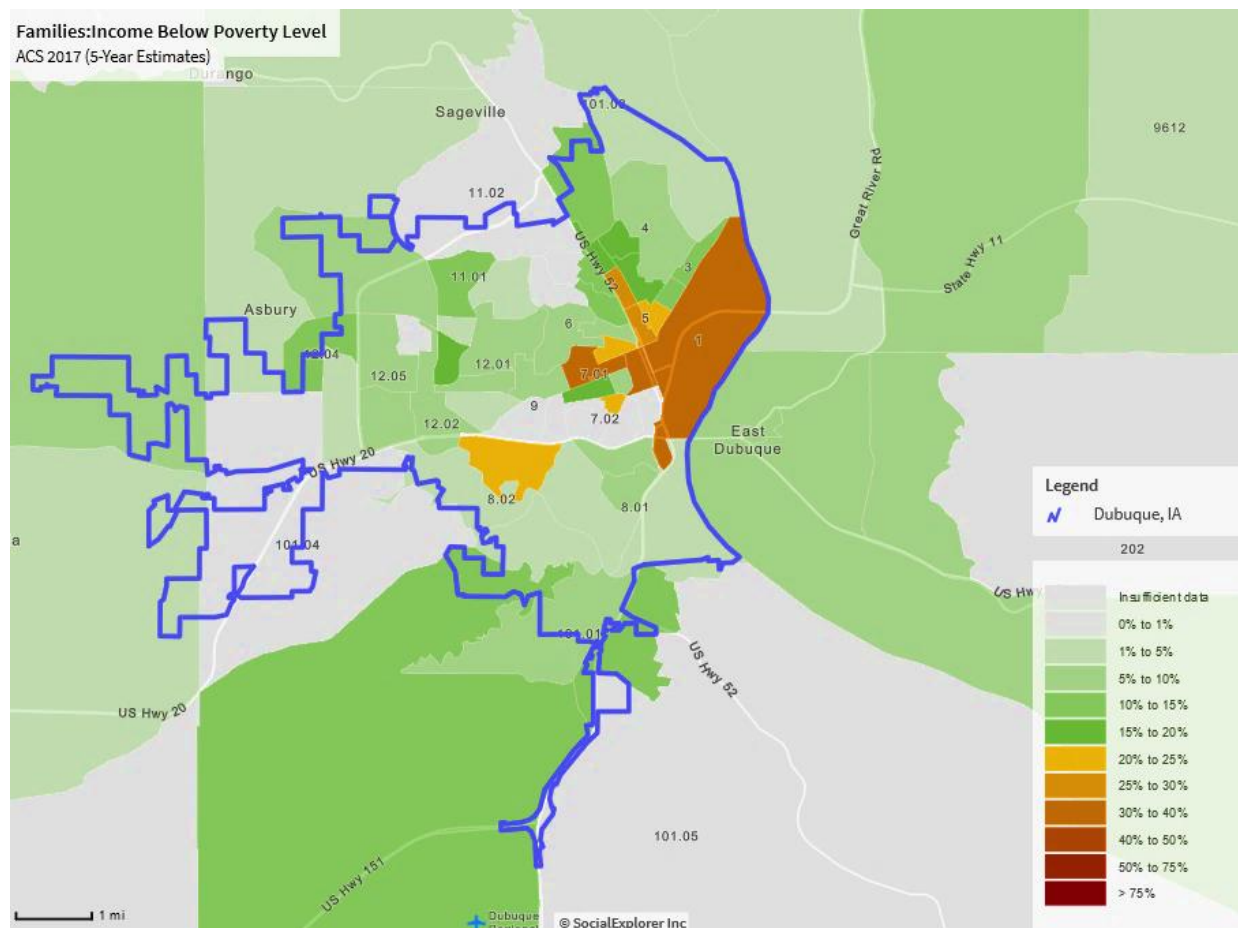 Families:Income Below Poverty Level
ACS 2017 (5-Year Estimates)
Durango
Sageville
101.03
9612
11.02
Great River Rd
4
US Hwy 52
State Hwy 11
3
11.01
Asbury
6
5
1
12.04
12.01
7.01
12.05
9
7.02
12.02
East
Dubuque
US Hwy 20
8.02
8.01
101.04
a
Legend
Dubuque, IA
202
US Hwy
Insufficient data
0% to 1%
1% to 5%
5% to 10%
10% to 15%
15% to 20%
20% to 25%
25% to 30%
30% to 40%
40% to 50%
50% to 75%
> 75%
101.01
US Hwy 52
US Hwy 20
101.05
US Hwy 151
1 mi
Dubuque
© SocialExplorer Inc